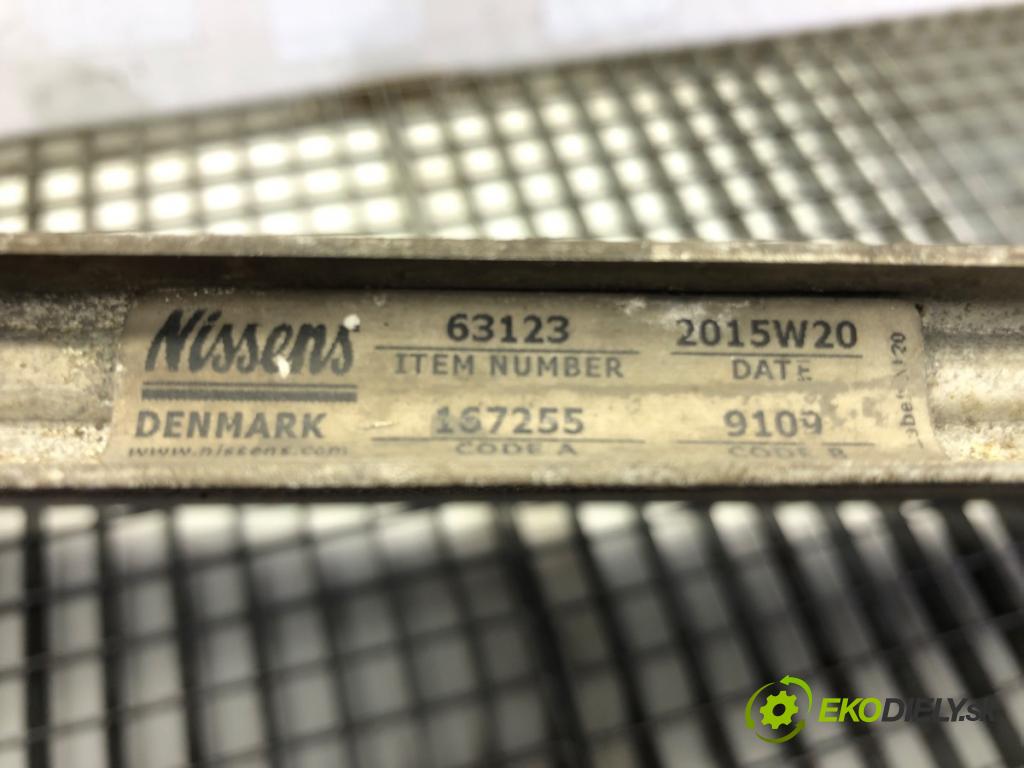 Nissens
63123
2015W20
ITEM NUMBER
DATE
DENMARK
167255
9109
www.nissens.com
CODE A
CODE B
EKODIELY.sk